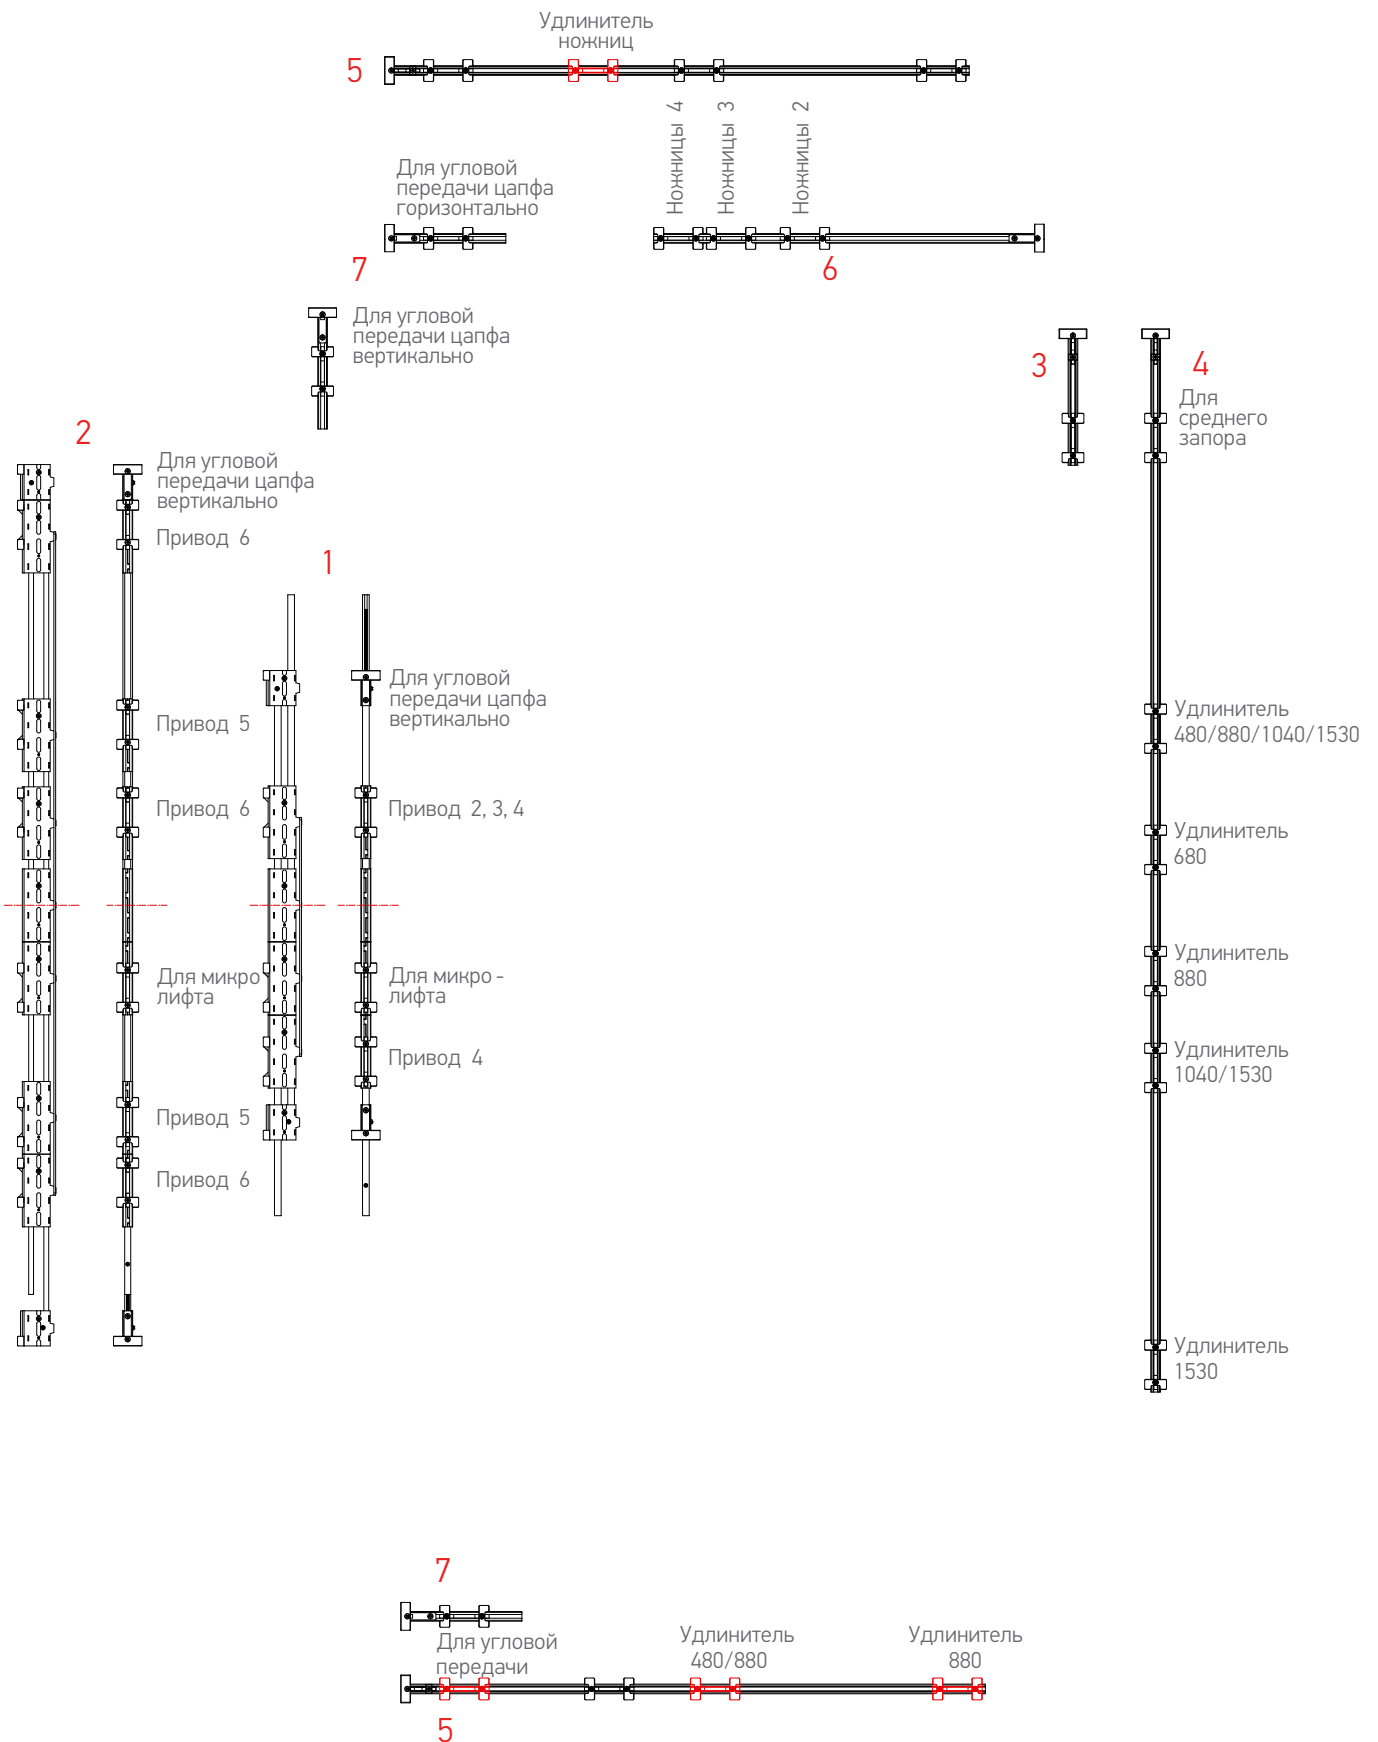 Удлинитель
ножниц
5
Ножницы 4
Ножницы 3
Ножницы 2
Для угловой
передачи цапфа
горизонтально
7
6
Для угловой
передачи цапфа
вертикально
3
4
Для
среднего
запора
2
Для угловой
передачи цапфа
вертикально
Привод 6
1
Для угловой
передачи цапфа
вертикально
Привод 5
Удлинитель
480/880/1040/1530
Привод 6
Привод 2, 3, 4
Удлинитель
680
Удлинитель
880
Для микро
лифта
Для микро -
лифта
Привод 4
Удлинитель
1040/1530
Привод 5
Привод 6
Удлинитель
1530
7
Для угловой
передачи
Удлинитель
480/880
Удлинитель
880
5